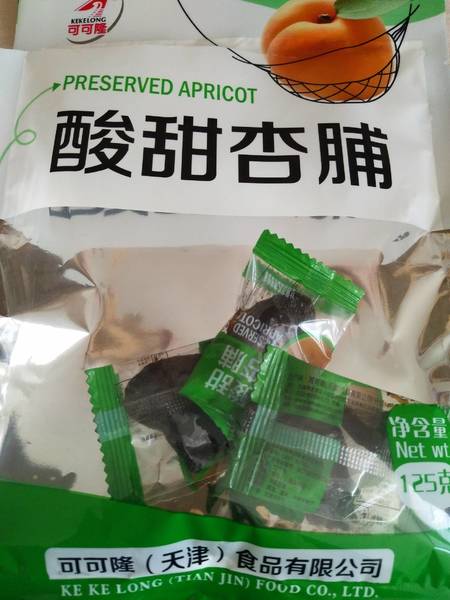 KEKELONG
可可隆
PRESERVED APRICOT
酸甜杏脯
净含量
Net wt
125克
可可隆（天津）食品有限公司
KE KE LONG (TIAN JIN) FOOD CO., LTD.